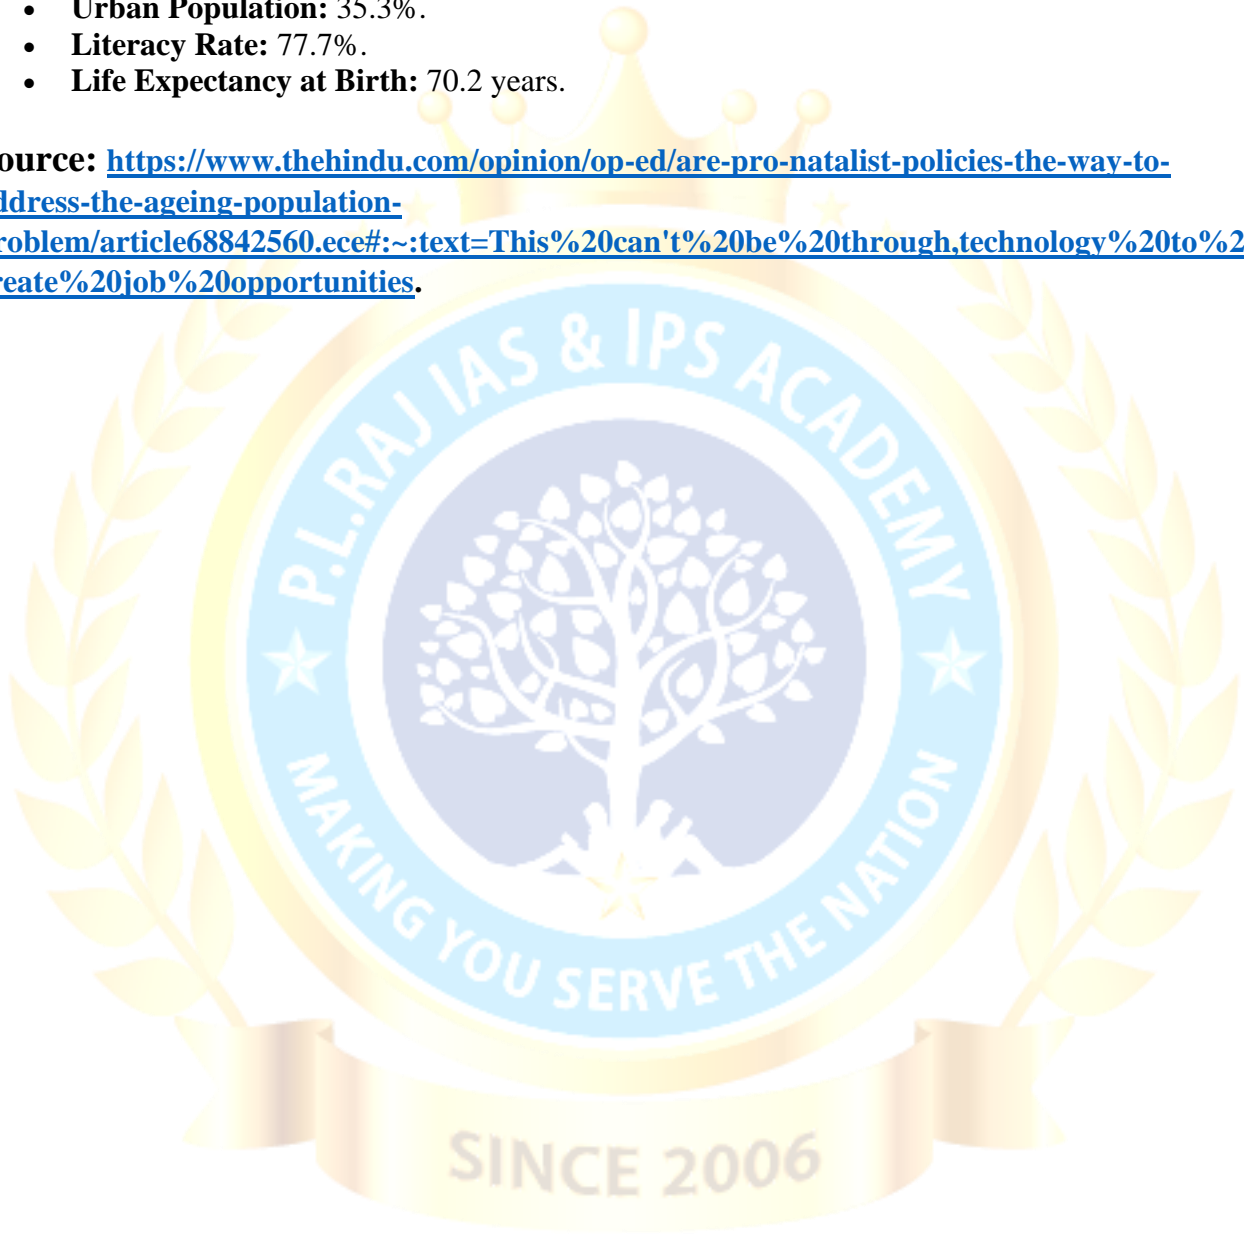 • Urban Population: 35.3%.
• Literacy Rate: 77.7%.
• Life Expectancy at Birth: 70.2 years.
ource: https://www.thehindu.com/opinion/op-ed/are-pro-natalist-policies-the-way-to-
ddress-the-ageing-population-
roblem/article68842560.ece#:~:text=This%20can't%20be%20through,technology%20to%2
reate%20job%20opportunities.
P.L.RAJ IAS & IPS ACADEMY
MAKING YOU SERVE THE NATION
SINCE 2006